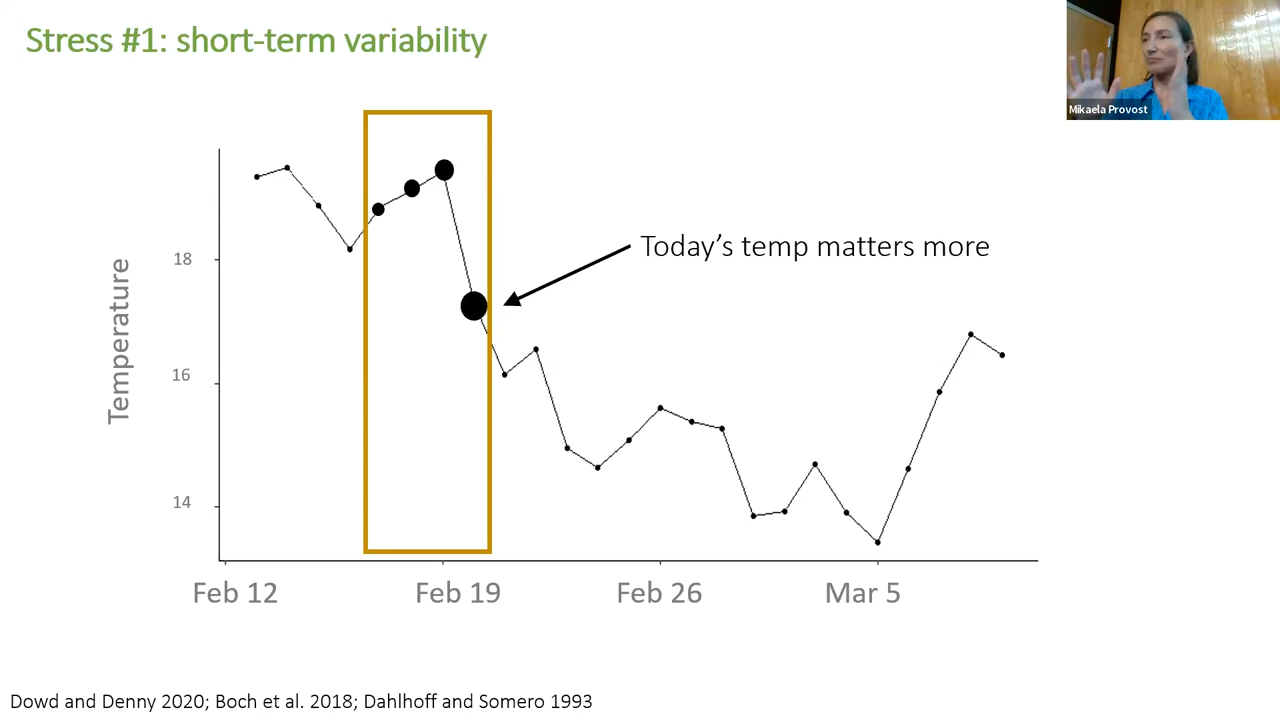 Stress #1: short-term variability
Mikaela Provost
Today's temp matters more
Temperature
18
16
14
Feb 12
Feb 19
Feb 26
Mar 5
Dowd and Denny 2020; Boch et al. 2018; Dahlhoff and Somero 1993